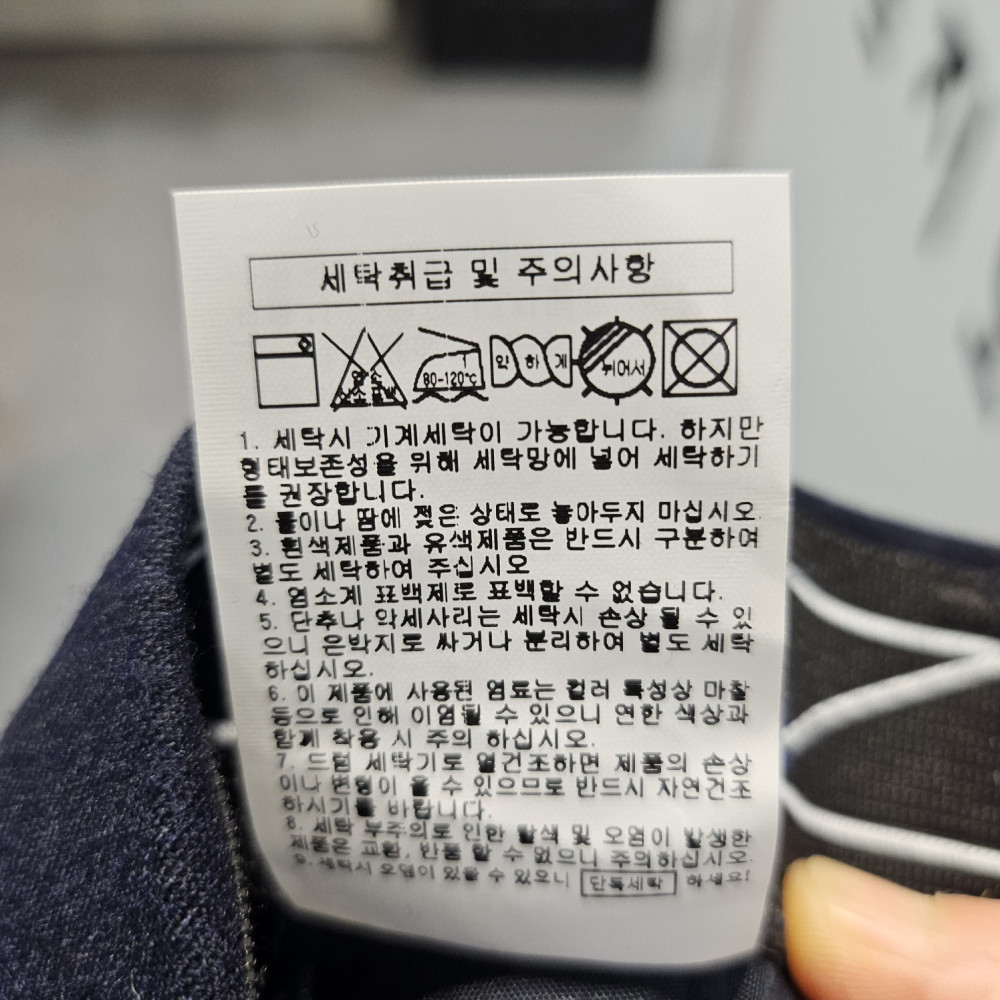 세탁취급 및 주의사항
80-120℃
약 하 게
뉘어서
1. 세탁시 기계세탁이 가능합니다. 하지만
형태보존성을 위해 세탁망에 넣어 세탁하기
를 권장합니다.
2. 물이나 땀에 젖은 상태로 놓아두지 마십시오
3. 흰색제품과 유색제품은 반드시 구분하여
별도 세탁하여 주십시오
4. 염소계 표백제로 표백할 수 없습니다.
5. 단추나 악세사리는 세탁시 손상 될 수 있
으니 은박지로 싸거나 분리하여 별도 세탁
하십시오.
6. 이 제품에 사용된 염료는 컬러 특성상 마찰
등으로 인해 이염될 수 있으니 연한 색상과
함께 착용 시 주의 하십시오.
7. 드럼 세탁기로 열건조하면 제품의 손상
이나 변형이 올 수 있으므로 반드시 자연건조
하시기를 바랍니다.
8. 세탁 부주의로 인한 탈색 및 오염이 발생한
제품은 교환, 반품 할 수 없으니 주의하십시오.
9. 세탁시 오염이 있을 수 있으니 단독세탁 하세요!